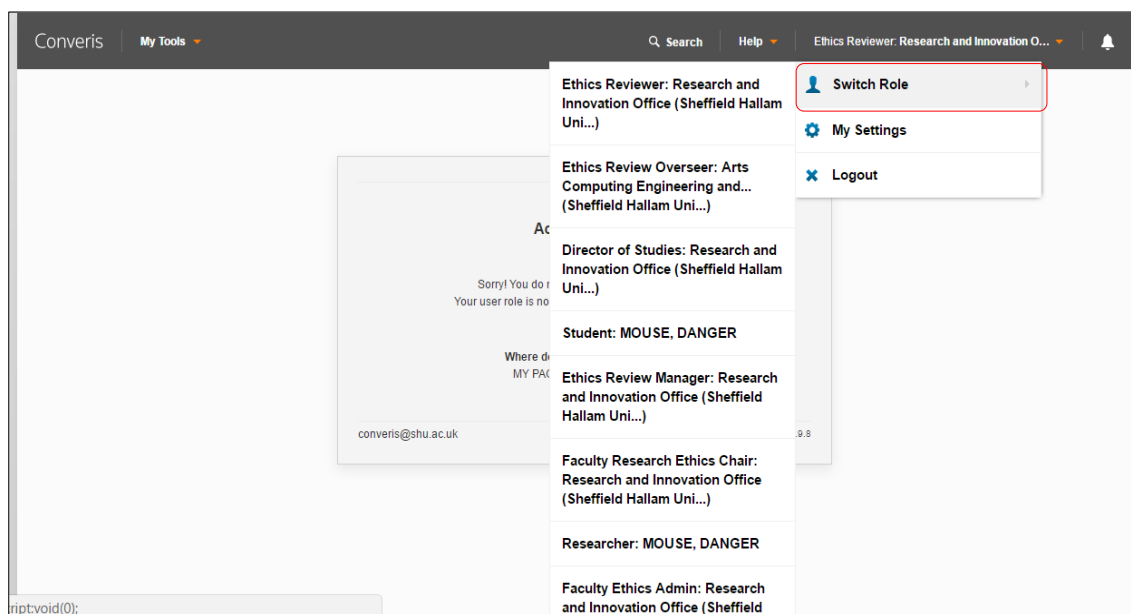 Converis
My Tools
Search
Help
Ethics Reviewer: Research and Innovation O...
Switch Role
My Settings
Logout
Ethics Reviewer: Research and
Innovation Office (Sheffield Hallam
Uni...)
Ethics Review Overseer: Arts
Computing Engineering and...
(Sheffield Hallam Uni...)
Director of Studies: Research and
Innovation Office (Sheffield Hallam
Uni...)
Student: MOUSE, DANGER
Ethics Review Manager: Research
and Innovation Office (Sheffield
Hallam Uni...)
Faculty Research Ethics Chair:
Research and Innovation Office
(Sheffield Hallam Uni...)
Researcher: MOUSE, DANGER
Faculty Ethics Admin: Research
and Innovation Office (Sheffield
Ac
Sorry! You do
Your user role is no
Where d
MY PA
converis@shu.ac.uk
.9.8
ript:void(0);